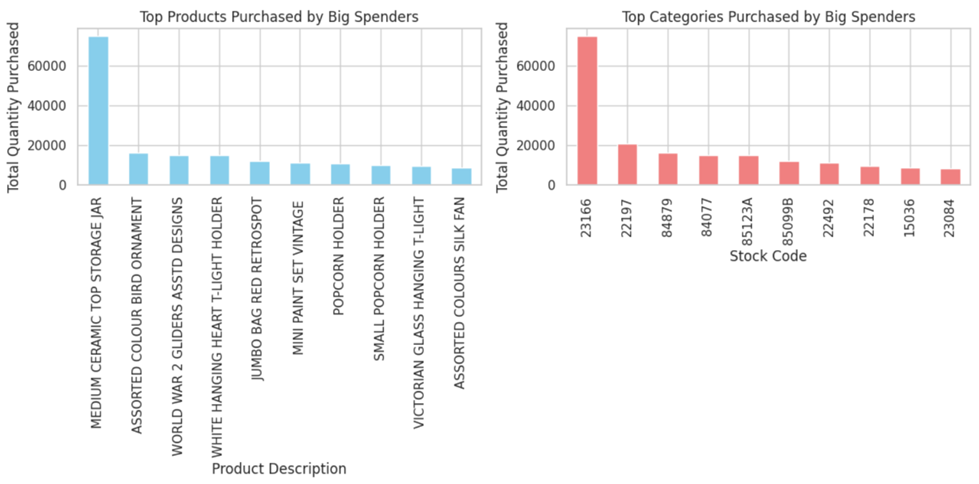 Top Products Purchased by Big Spenders
Total Quantity Purchased
60000
40000
20000
0
MEDIUM CERAMIC TOP STORAGE JAR
ASSORTED COLOUR BIRD ORNAMENT
WORLD WAR 2 GLIDERS ASSTD DESIGNS
WHITE HANGING HEART T-LIGHT HOLDER
JUMBO BAG RED RETROSPOT
MINI PAINT SET VINTAGE
POPCORN HOLDER
SMALL POPCORN HOLDER
VICTORIAN GLASS HANGING T-LIGHT
ASSORTED COLOURS SILK FAN
Product Description
Top Categories Purchased by Big Spenders
Total Quantity Purchased
60000
40000
20000
0
23166
22197
84879
84077
85123A
85099B
22492
22178
15036
23084
Stock Code